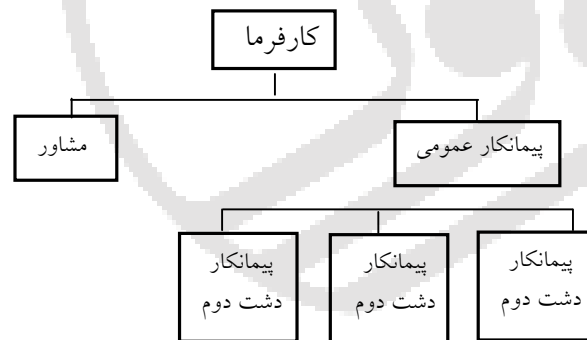 کارفرما
پیمانکار عمومی
مشاور
پیمانکار
دشت دوم
پیمانکار
دشت دوم
پیمانکار
دشت دوم